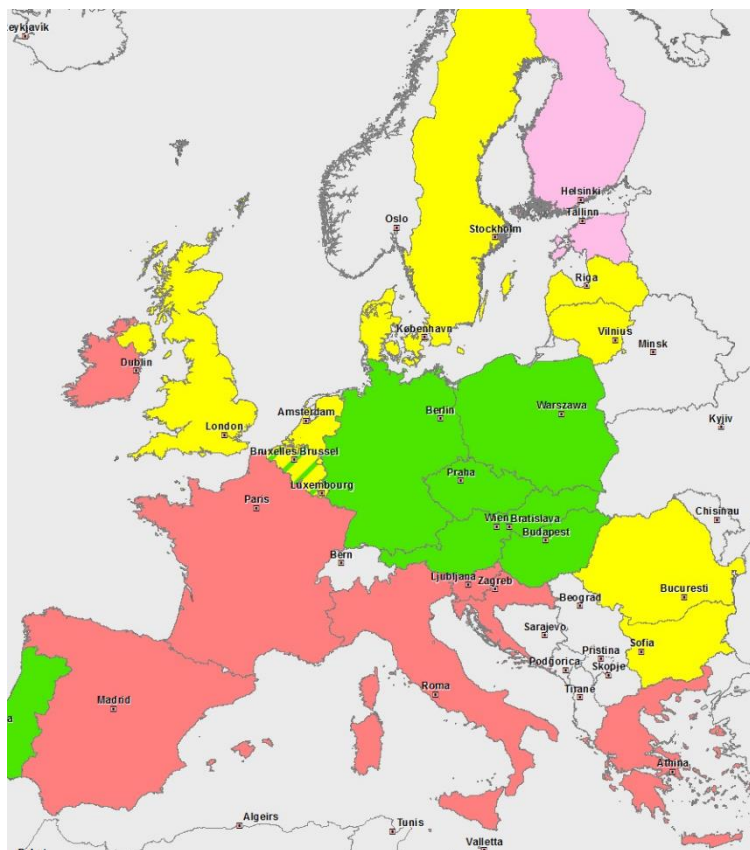 eykjavik
Helsinki
Tallinn
Oslo
Stockholm
Riga
København
Vilnius
Minsk
Dublin
Amsterdam
Berlin
Warszawa
London
Kyjiv
Bruxelles/Brussel
Praha
Luxembourg
Paris
Chisinau
Wien
Bratislava
Budapest
Bern
Ljubljana
Zagreb
Beograd
Bucuresti
Sarajevo
Sofia
Pristina
Podgorica
Skopje
Roma
Tirane
Madrid
a
Athina
Algeirs
Tunis
Valletta